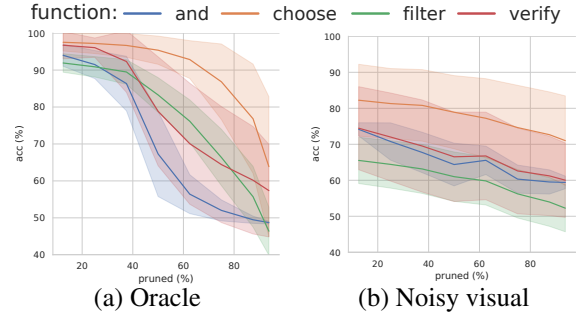 function: and choose filter verify
100
90
80
70
60
50
40
acc (%)
20 40 60 80
pruned (%)
(a) Oracle
100
90
80
70
60
50
40
acc (%)
20 40 60 80
pruned (%)
(b) Noisy visual